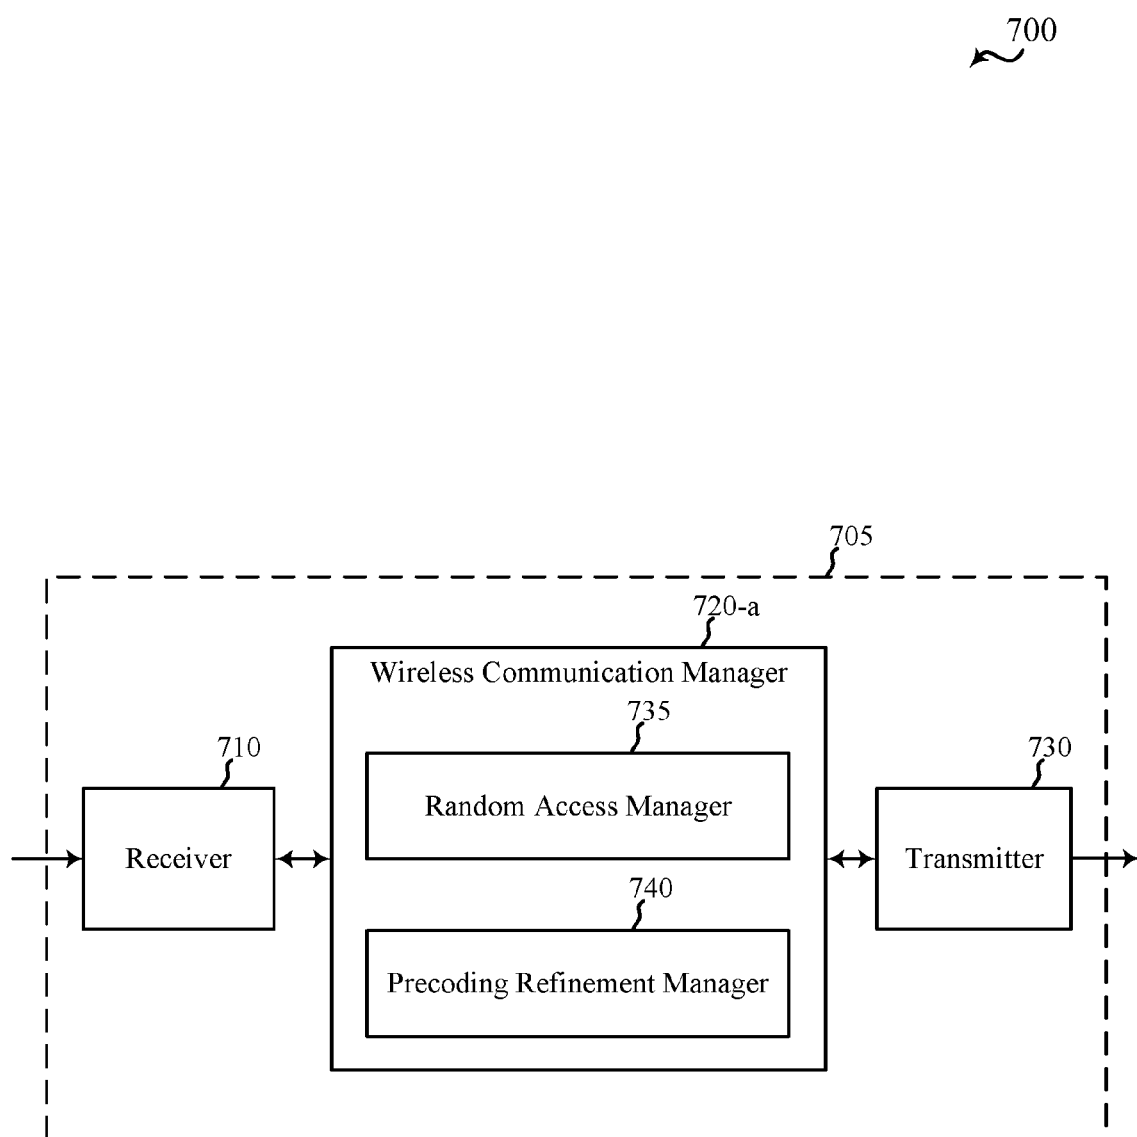 700
705
720-a
Wireless Communication Manager
735
710
730
Random Access Manager
Receiver
Transmitter
740
Precoding Refinement Manager